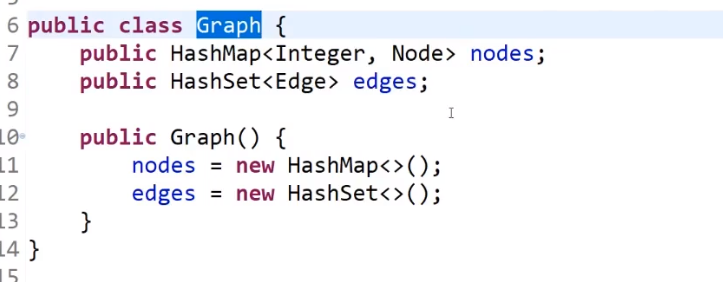 6 public class Graph {
7 public HashMap<Integer, Node> nodes;
8 public HashSet<Edge> edges;
9
10 public Graph() {
11 nodes = new HashMap<>();
12 edges = new HashSet<>();
13 }
14 }
15